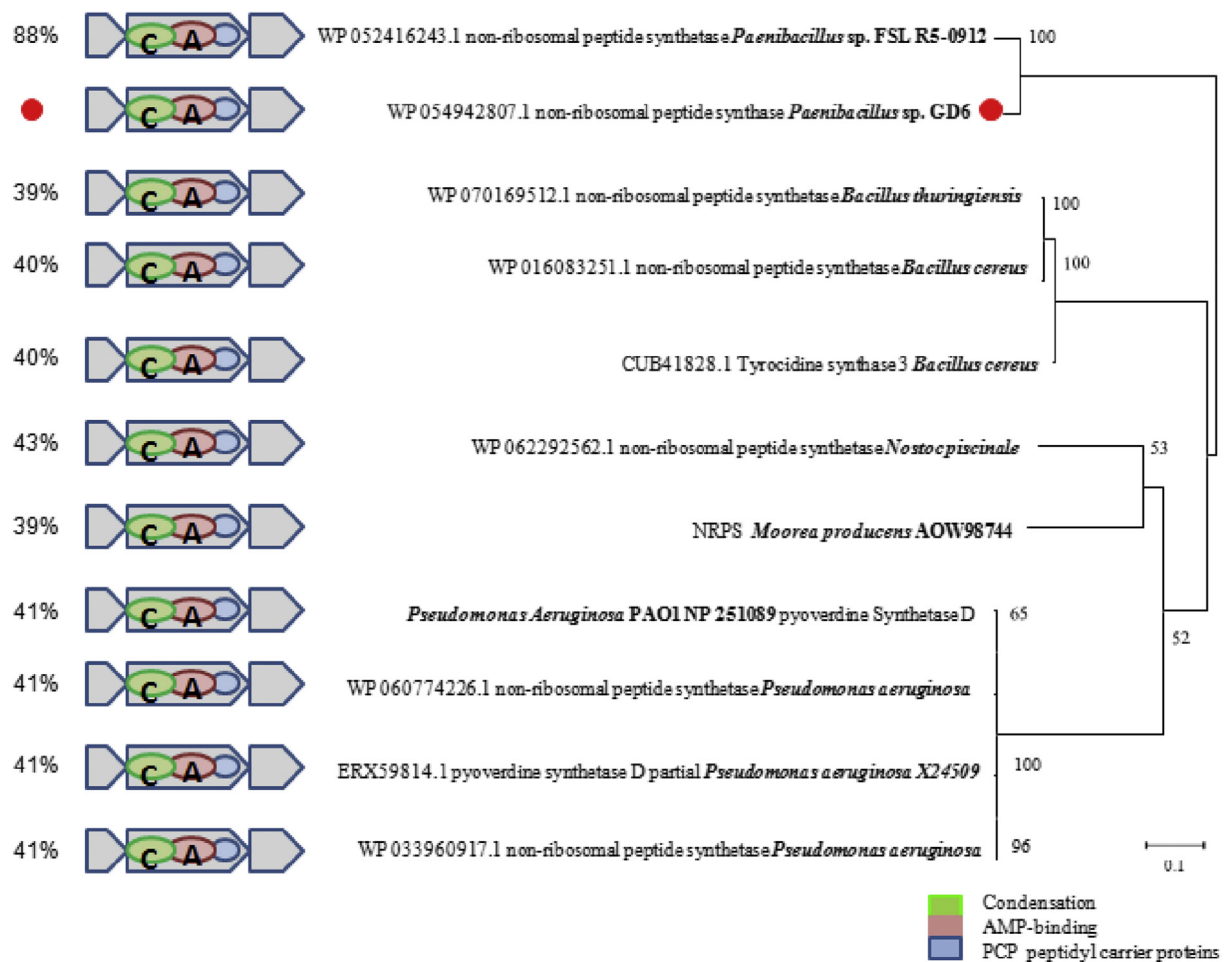 88% C A WP 052416243.1 non-ribosomal peptide synthetase Paenibacillus sp. FSL R5-0912 100
C A WP 054942807.1 non-ribosomal peptide synthase Paenibacillus sp. GD6
39% C A WP 070169512.1 non-ribosomal peptide synthetase Bacillus thuringiensis 100
40% C A WP 016083251.1 non-ribosomal peptide synthetase Bacillus cereus 100
40% C A CUB41828.1 Tyrocidine synthase 3 Bacillus cereus
43% C A WP 062292562.1 non-ribosomal peptide synthetase Nostoc piscinale 53
39% C A NRPS Moorea producens AOW98744
41% C A Pseudomonas Aeruginosa PAO1 NP 251089 pyoverdine Synthetase D 65
52
41% C A WP 060774226.1 non-ribosomal peptide synthetase Pseudomonas aeruginosa
41% C A ERX59814.1 pyoverdine synthetase D partial Pseudomonas aeruginosa X24509 100
41% C A WP 033960917.1 non-ribosomal peptide synthetase Pseudomonas aeruginosa 96
0.1
Condensation
AMP-binding
PCP peptidyl carrier proteins